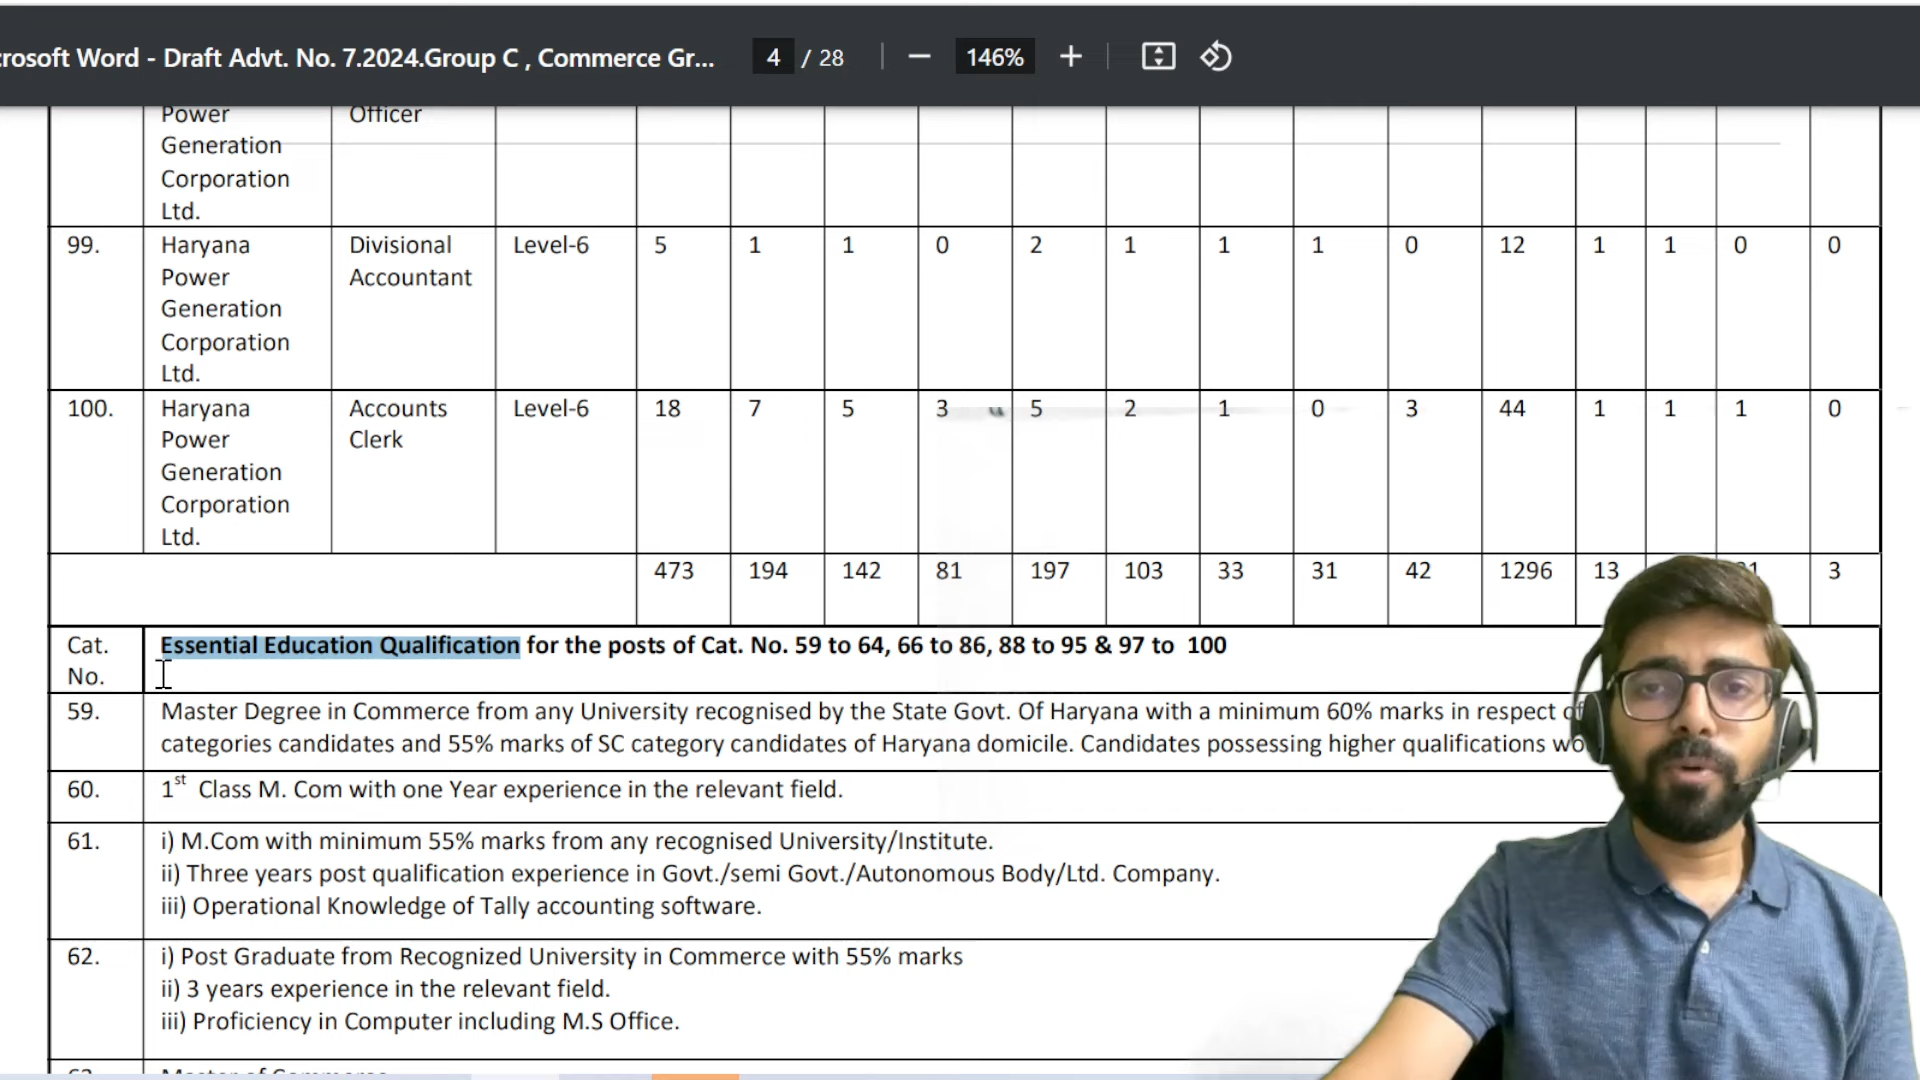 crosoft Word - Draft Advt. No. 7.2024.Group C , Commerce Gr... 4 / 28 146%
Power Officer
Generation
Corporation
Ltd.
99. Haryana Divisional Level-6 5 1 1 0 2 1 1 1 0 12 1 1 0 0
Power Accountant
Generation
Corporation
Ltd.
100. Haryana Accounts Level-6 18 7 5 3 5 2 1 0 3 44 1 1 1 0
Power Clerk
Generation
Corporation
Ltd.
473 194 142 81 197 103 33 31 42 1296 13 3
Cat. Essential Education Qualification for the posts of Cat. No. 59 to 64, 66 to 86, 88 to 95 & 97 to 100
No.
59. Master Degree in Commerce from any University recognised by the State Govt. Of Haryana with a minimum 60% marks in respect of
categories candidates and 55% marks of SC category candidates of Haryana domicile. Candidates possessing higher qualifications wo
60. 1st Class M. Com with one Year experience in the relevant field.
61. i) M.Com with minimum 55% marks from any recognised University/Institute.
ii) Three years post qualification experience in Govt./semi Govt./Autonomous Body/Ltd. Company.
iii) Operational Knowledge of Tally accounting software.
62. i) Post Graduate from Recognized University in Commerce with 55% marks
ii) 3 years experience in the relevant field.
iii) Proficiency in Computer including M.S Office.